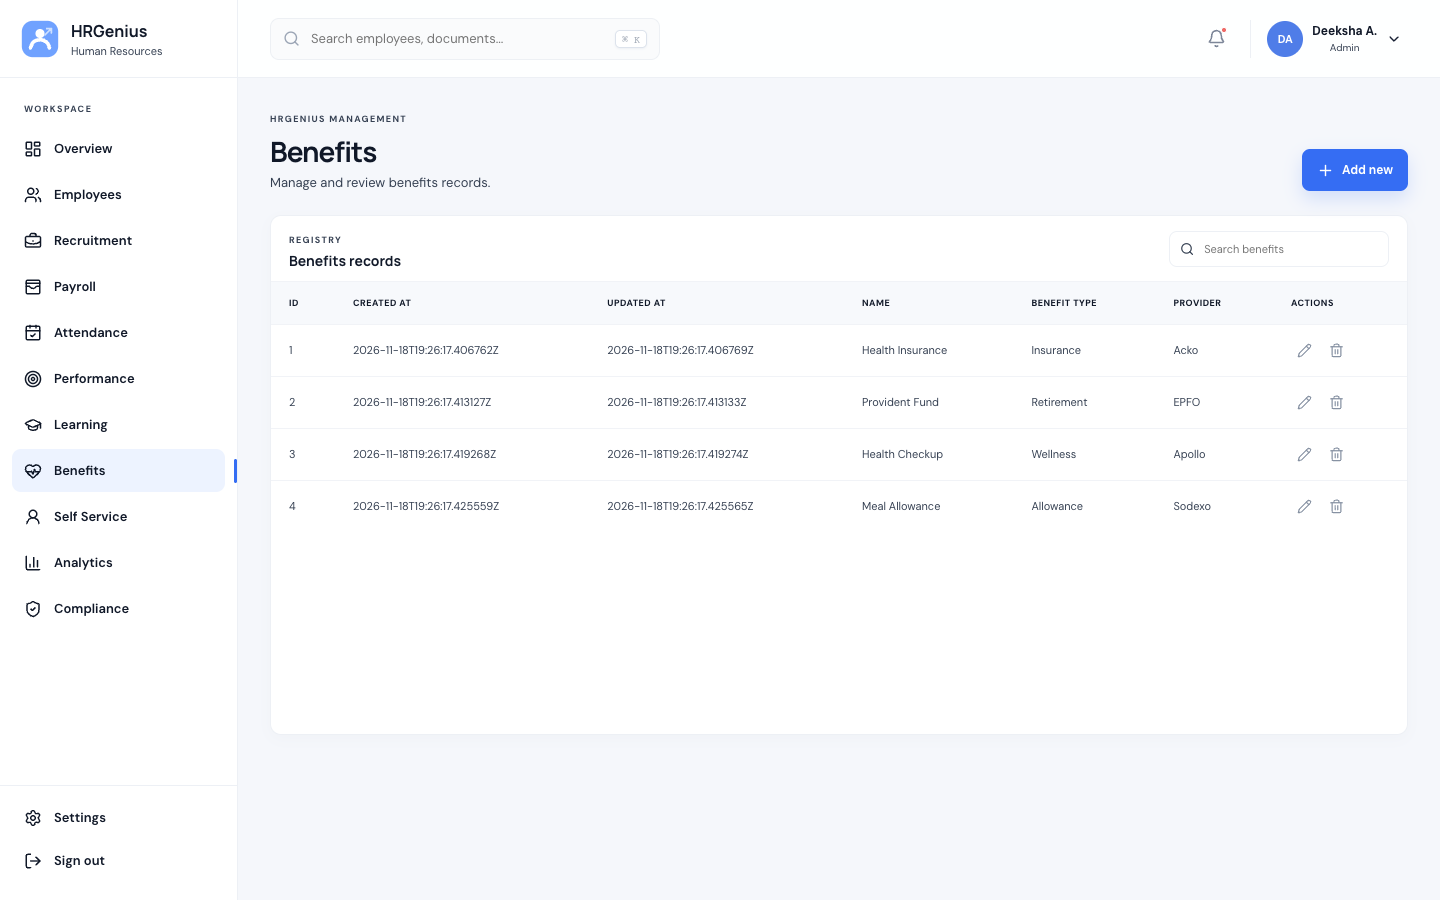 HRGenius
Human Resources
Search employees, documents...
⌘ K
DA
Deeksha A.
Admin
WORKSPACE
Overview
Employees
Recruitment
Payroll
Attendance
Performance
Learning
Benefits
Self Service
Analytics
Compliance
Settings
Sign out
HRGENIUS MANAGEMENT
Benefits
Manage and review benefits records.
Add new
REGISTRY
Benefits records
Search benefits
ID CREATED AT UPDATED AT NAME BENEFIT TYPE PROVIDER ACTIONS
1 2026-11-18T19:26:17.406762Z 2026-11-18T19:26:17.406769Z Health Insurance Insurance Acko
2 2026-11-18T19:26:17.413127Z 2026-11-18T19:26:17.413133Z Provident Fund Retirement EPFO
3 2026-11-18T19:26:17.419268Z 2026-11-18T19:26:17.419274Z Health Checkup Wellness Apollo
4 2026-11-18T19:26:17.425559Z 2026-11-18T19:26:17.425565Z Meal Allowance Allowance Sodexo